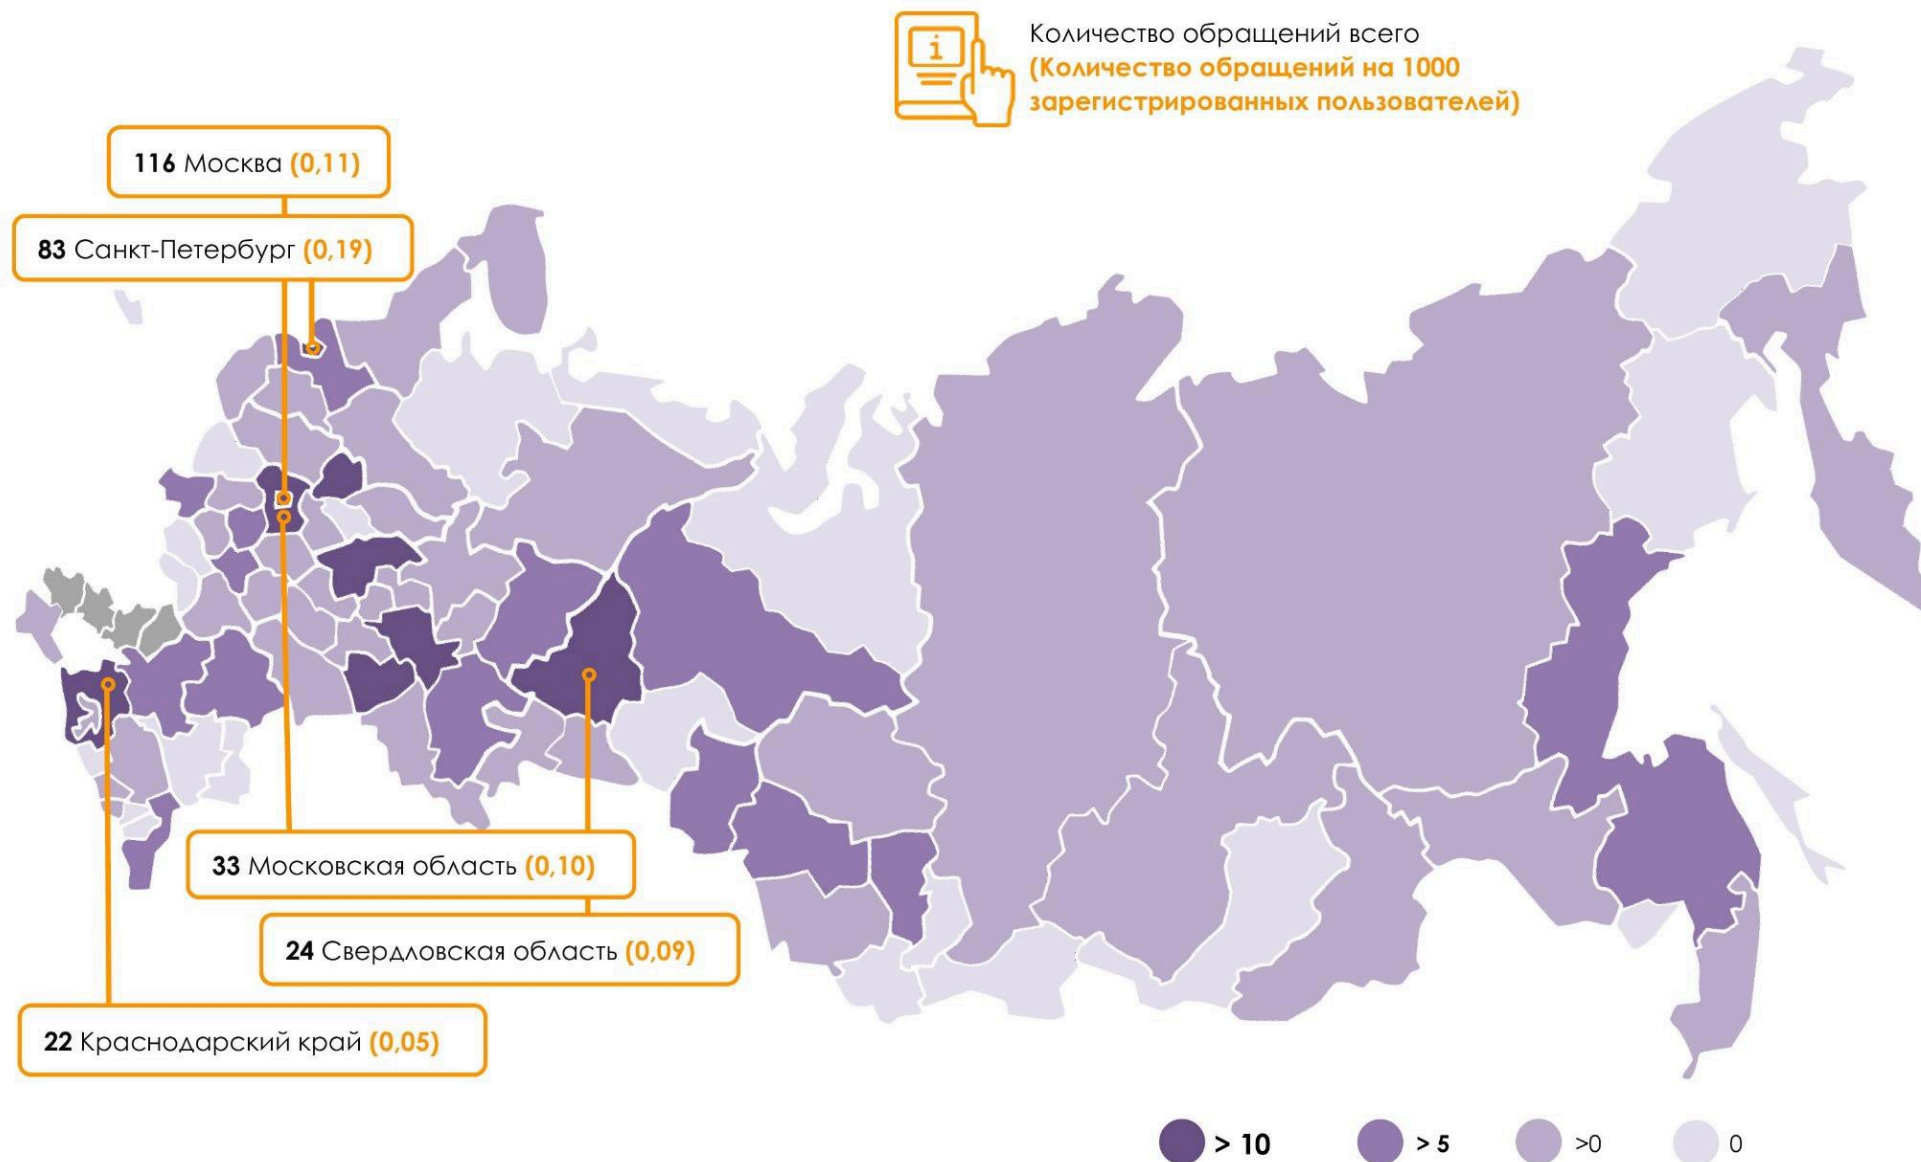 i
Количество обращений всего
(Количество обращений на 1000
зарегистрированных пользователей)
116 Москва (0,11)
83 Санкт-Петербург (0,19)
33 Московская область (0,10)
24 Свердловская область (0,09)
22 Краснодарский край (0,05)
> 10
> 5
>0
0